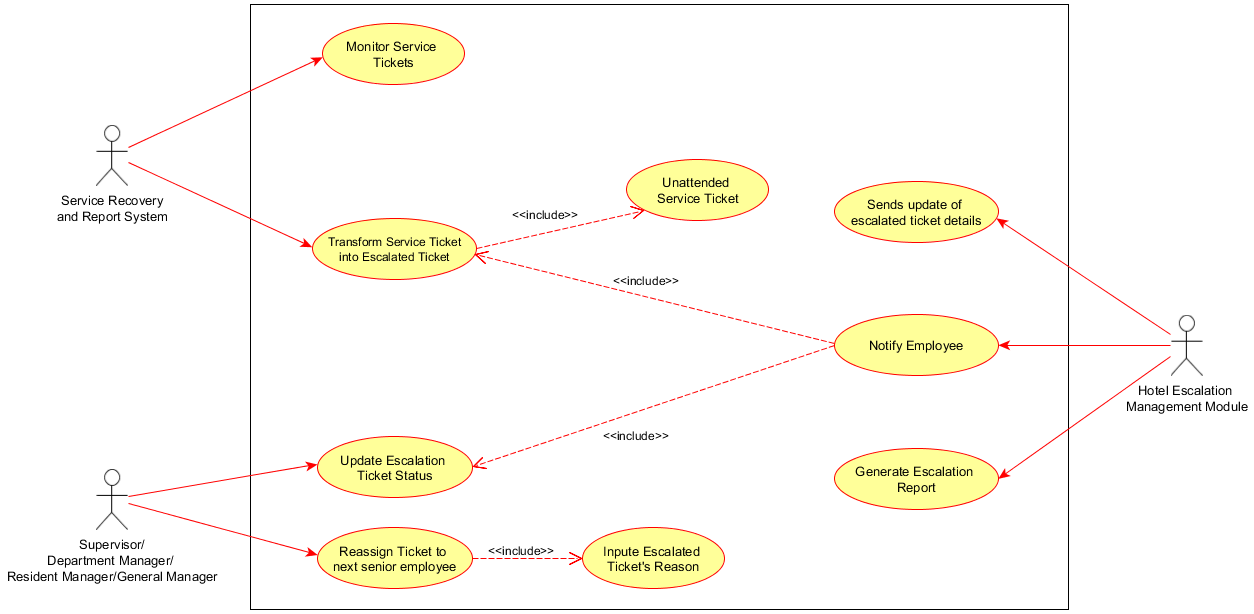 Monitor Service
Tickets
Service Recovery
and Report System
Unattended
Service Ticket
Sends update of
escalated ticket details
<<include>>
Transform Service Ticket
into Escalated Ticket
<<include>>
Notify Employee
Hotel Escalation
Management Module
<<include>>
Update Escalation
Ticket Status
Generate Escalation
Report
Supervisor/
Department Manager/
Resident Manager/General Manager
Reassign Ticket to
next senior employee
<<include>>
Inpute Escalated
Ticket's Reason